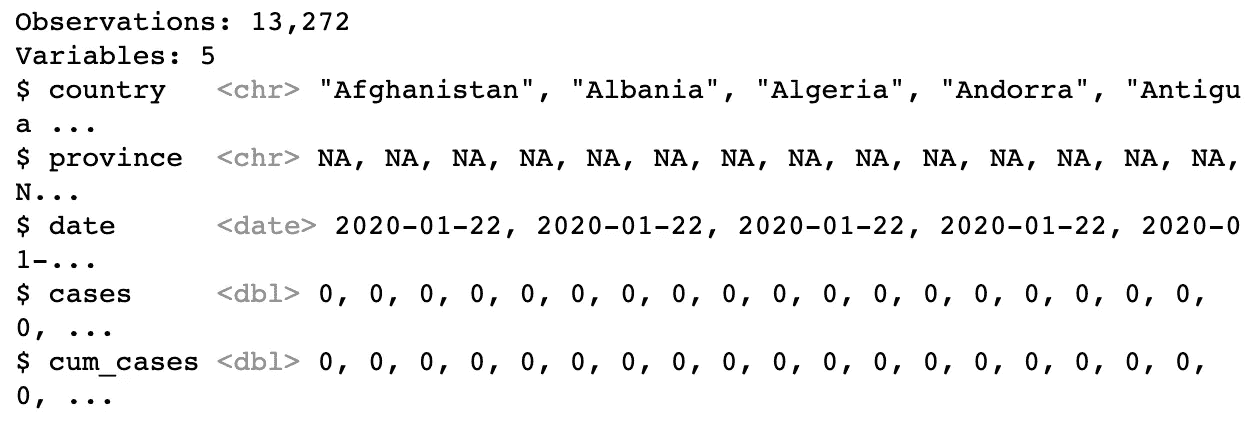 Observations: 13,272
Variables: 5
$ country   <chr> "Afghanistan", "Albania", "Algeria", "Andorra", "Antigu
a ...
$ province  <chr> NA, NA, NA, NA, NA, NA, NA, NA, NA, NA, NA, NA, NA, NA,
N...
$ date      <date> 2020-01-22, 2020-01-22, 2020-01-22, 2020-01-22, 2020-0
1-...
$ cases     <dbl> 0, 0, 0, 0, 0, 0, 0, 0, 0, 0, 0, 0, 0, 0, 0, 0, 0, 0,
0, ...
$ cum_cases <dbl> 0, 0, 0, 0, 0, 0, 0, 0, 0, 0, 0, 0, 0, 0, 0, 0, 0, 0,
0, ...